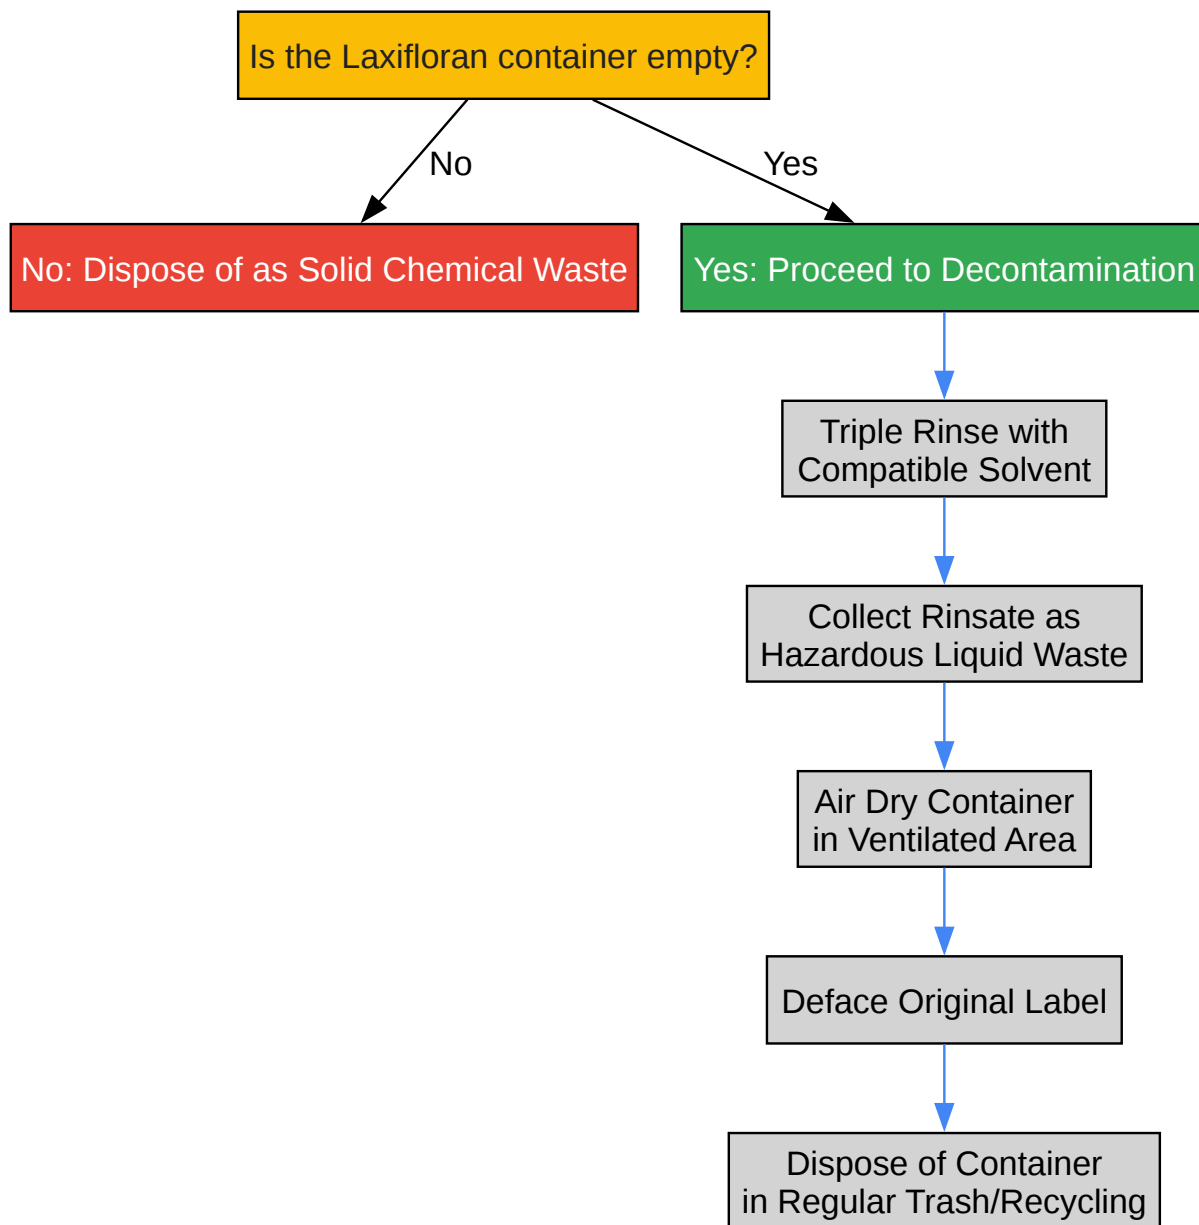 Is the Laxifloran container empty?
No
Yes
No: Dispose of as Solid Chemical Waste
Yes: Proceed to Decontamination
Triple Rinse with
Compatible Solvent
Collect Rinsate as
Hazardous Liquid Waste
Air Dry Container
in Ventilated Area
Deface Original Label
Dispose of Container
in Regular Trash/Recycling